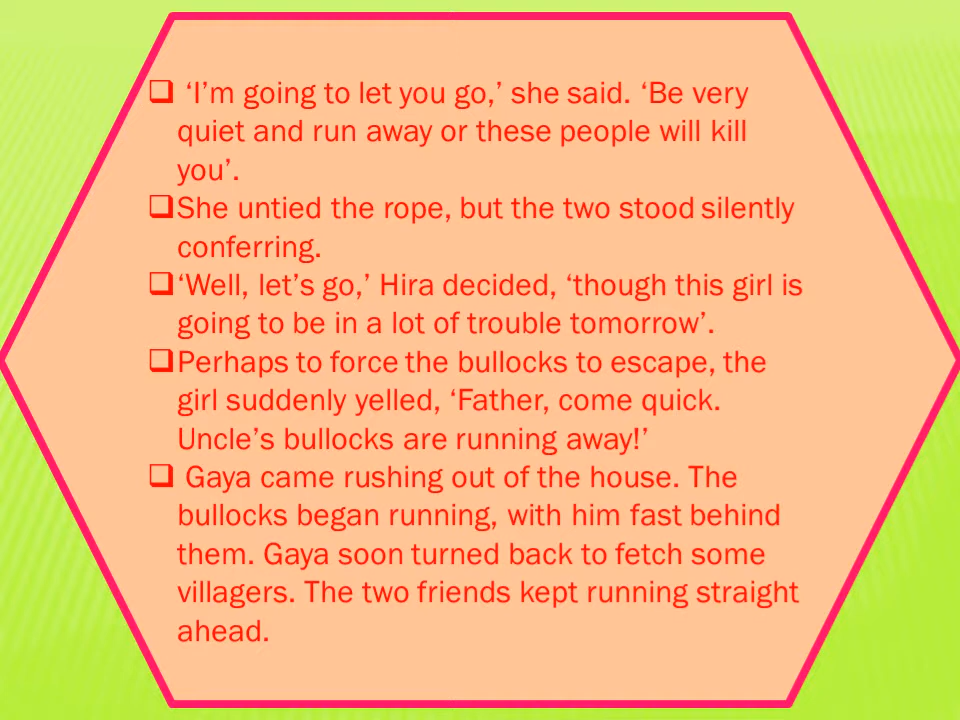 ❑ ‘I’m going to let you go,’ she said. ‘Be very
quiet and run away or these people will kill
you’.
❑She untied the rope, but the two stood silently
conferring.
❑‘Well, let’s go,’ Hira decided, ‘though this girl is
going to be in a lot of trouble tomorrow’.
❑Perhaps to force the bullocks to escape, the
girl suddenly yelled, ‘Father, come quick.
Uncle’s bullocks are running away!’
❑ Gaya came rushing out of the house. The
bullocks began running, with him fast behind
them. Gaya soon turned back to fetch some
villagers. The two friends kept running straight
ahead.